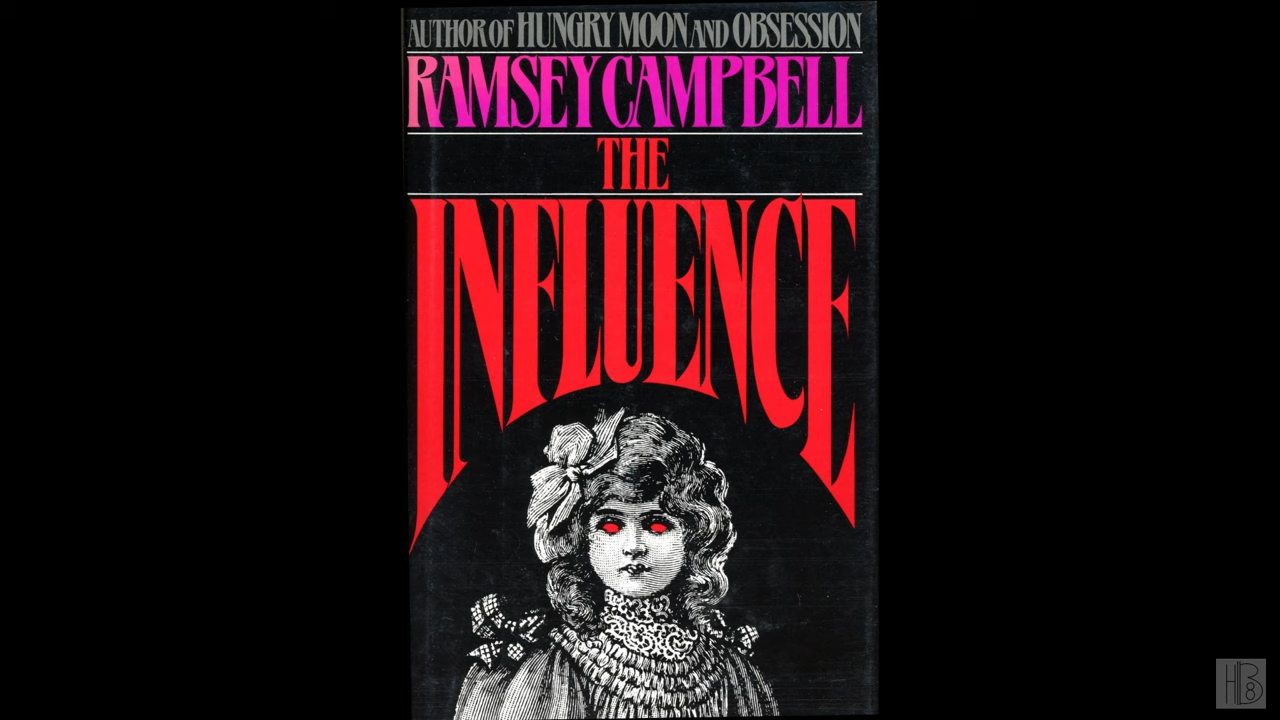 AUTHOR OF HUNGRY MOON AND OBSESSION
RAMSEY CAMPBELL
THE
INFLUENCE